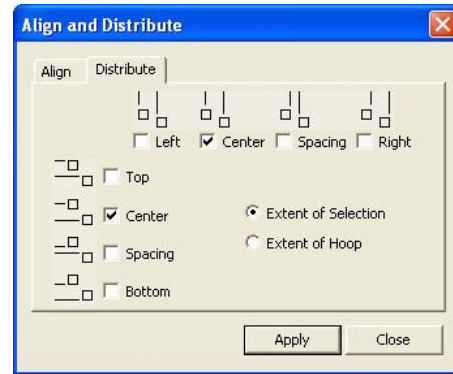 Align and Distribute
Align Distribute
Left Center Spacing Right
Top
Center Extent of Selection
Extent of Hoop
Spacing
Bottom
Apply Close